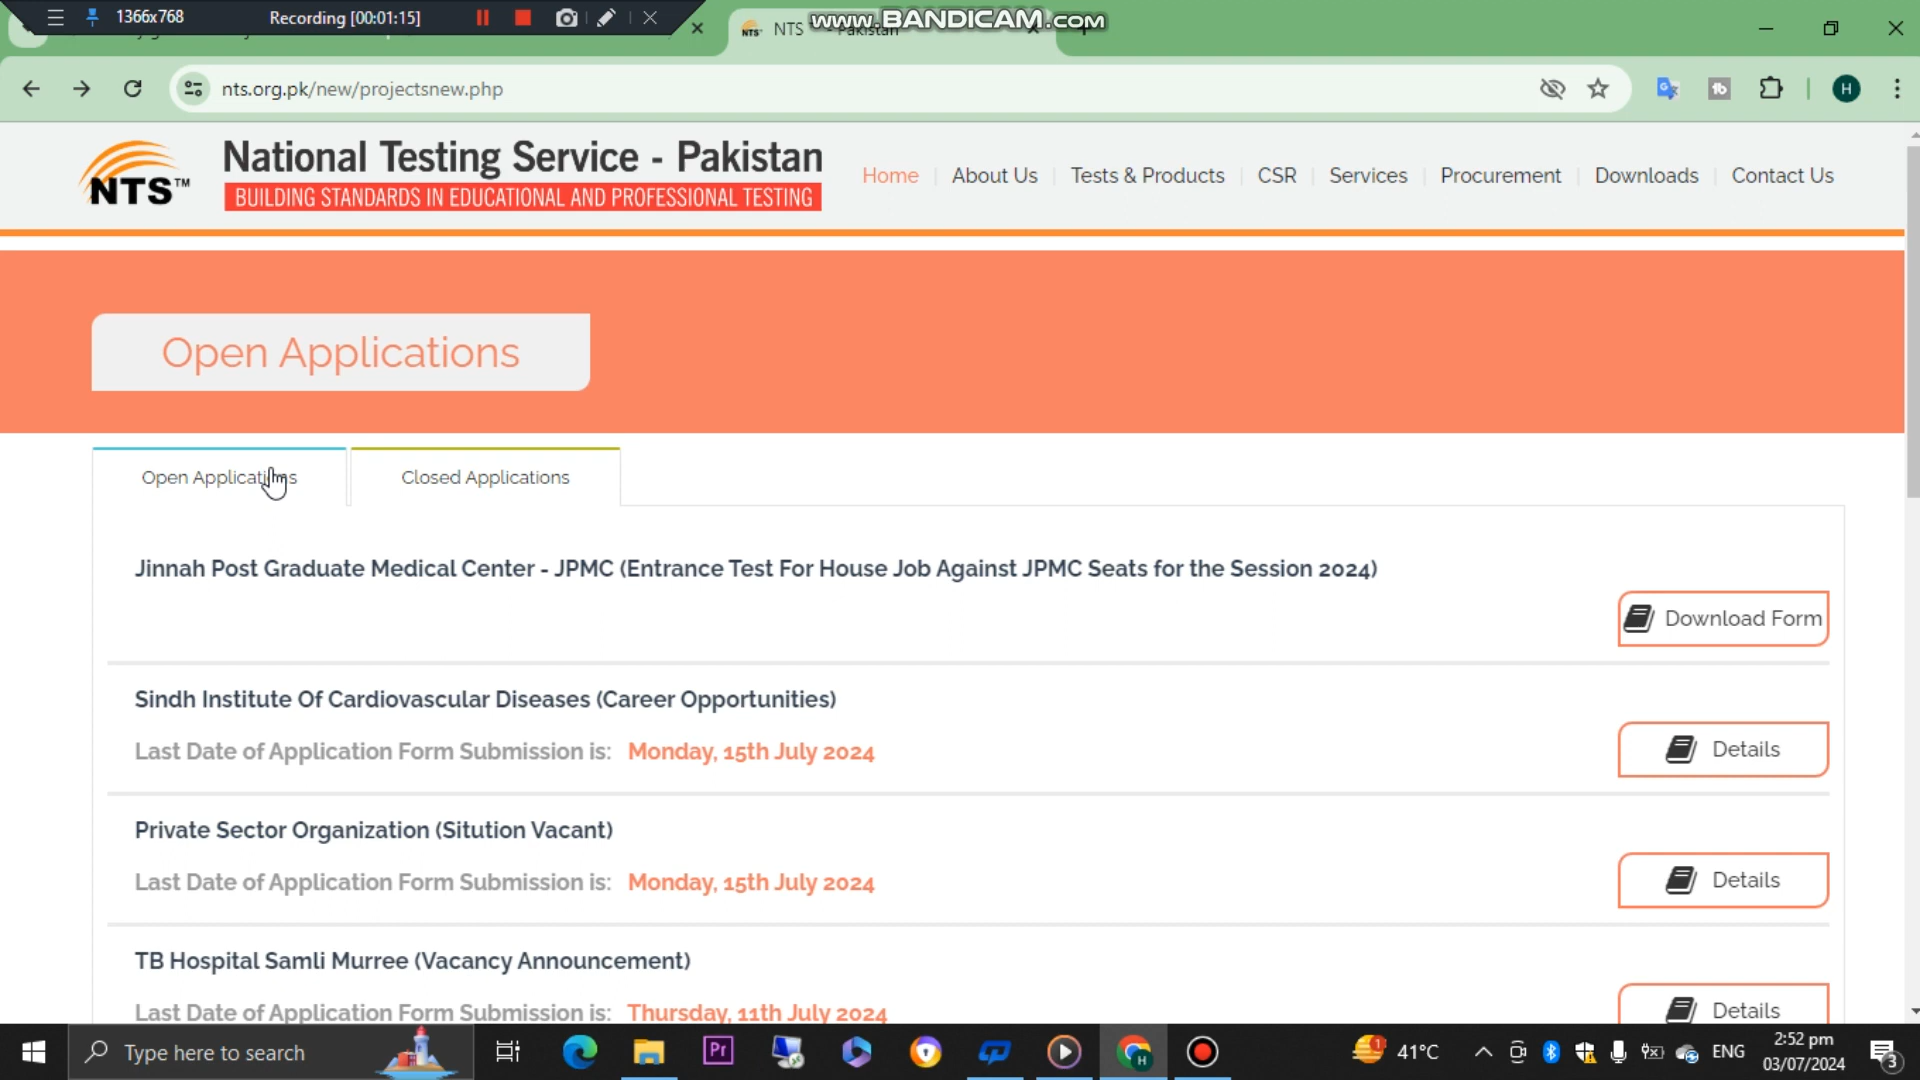 1366x768
Recording [00:01:15]
www.BANDICAM.com
NTS
Pakistan
nts.org.pk/new/projectsnew.php
H
NTS™
National Testing Service - Pakistan
BUILDING STANDARDS IN EDUCATIONAL AND PROFESSIONAL TESTING
Home
About Us
Tests & Products
CSR
Services
Procurement
Downloads
Contact Us
Open Applications
Open Applications
Closed Applications
Jinnah Post Graduate Medical Center - JPMC (Entrance Test For House Job Against JPMC Seats for the Session 2024)
Download Form
Sindh Institute Of Cardiovascular Diseases (Career Opportunities)
Last Date of Application Form Submission is: Monday, 15th July 2024
Details
Private Sector Organization (Sitution Vacant)
Last Date of Application Form Submission is: Monday, 15th July 2024
Details
TB Hospital Samli Murree (Vacancy Announcement)
Last Date of Application Form Submission is: Thursday, 11th July 2024
Details
Type here to search
Pr
1
41°C
ENG
2:52 pm
03/07/2024
3